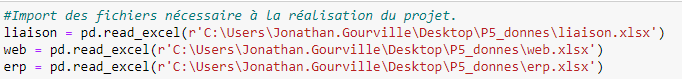 #Import des fichiers nécessaire à la réalisation du projet.
liaison = pd.read_excel(r'C:\Users\Jonathan.Gourville\Desktop\P5_donnes\liaison.xlsx')
web = pd.read_excel(r'C:\Users\Jonathan.Gourville\Desktop\P5_donnes\web.xlsx')
erp = pd.read_excel(r'C:\Users\Jonathan.Gourville\Desktop\P5_donnes\erp.xlsx')